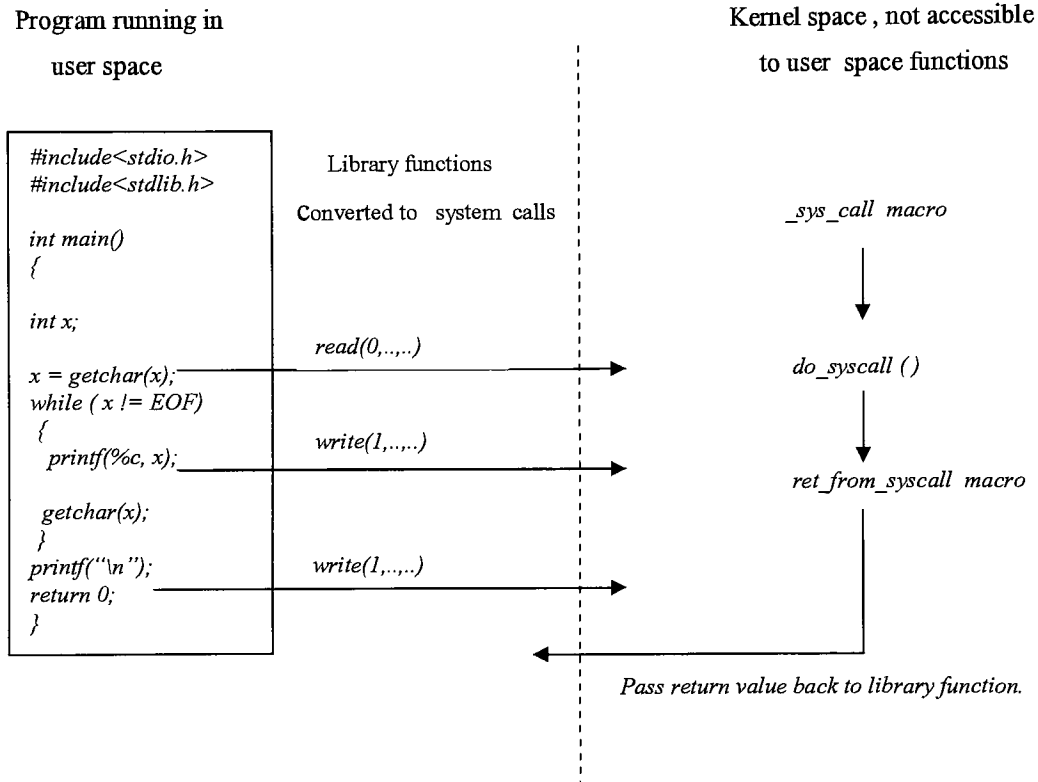 Program running in
user space
Kernel space , not accessible
to user space functions
#include<stdio.h>
#include<stdlib.h>
int main()
{
int x;
x = getchar(x);
while ( x != EOF)
{
printf(%c, x);
getchar(x);
}
printf(“\n”);
return 0;
}
Library functions
Converted to system calls
read(0,..,..)
write(1,..,..)
write(1,..,..)
_sys_call macro
do_syscall ()
ret_from_syscall macro
Pass return value back to library function.